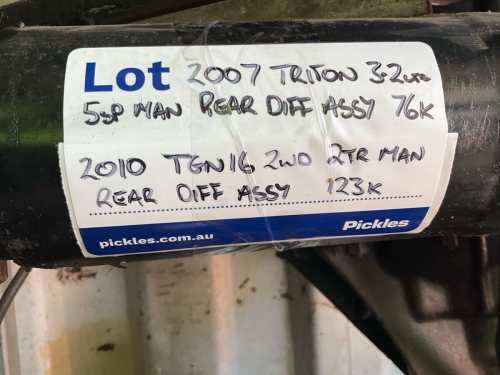 Lot 2007 TRITON 3.2LTR
5SP MAN REAR DIFF ASSY 76K
2010 TGN16 2WD 2TR MAN
REAR DIFF ASSY 123K
pickles.com.au Pickles